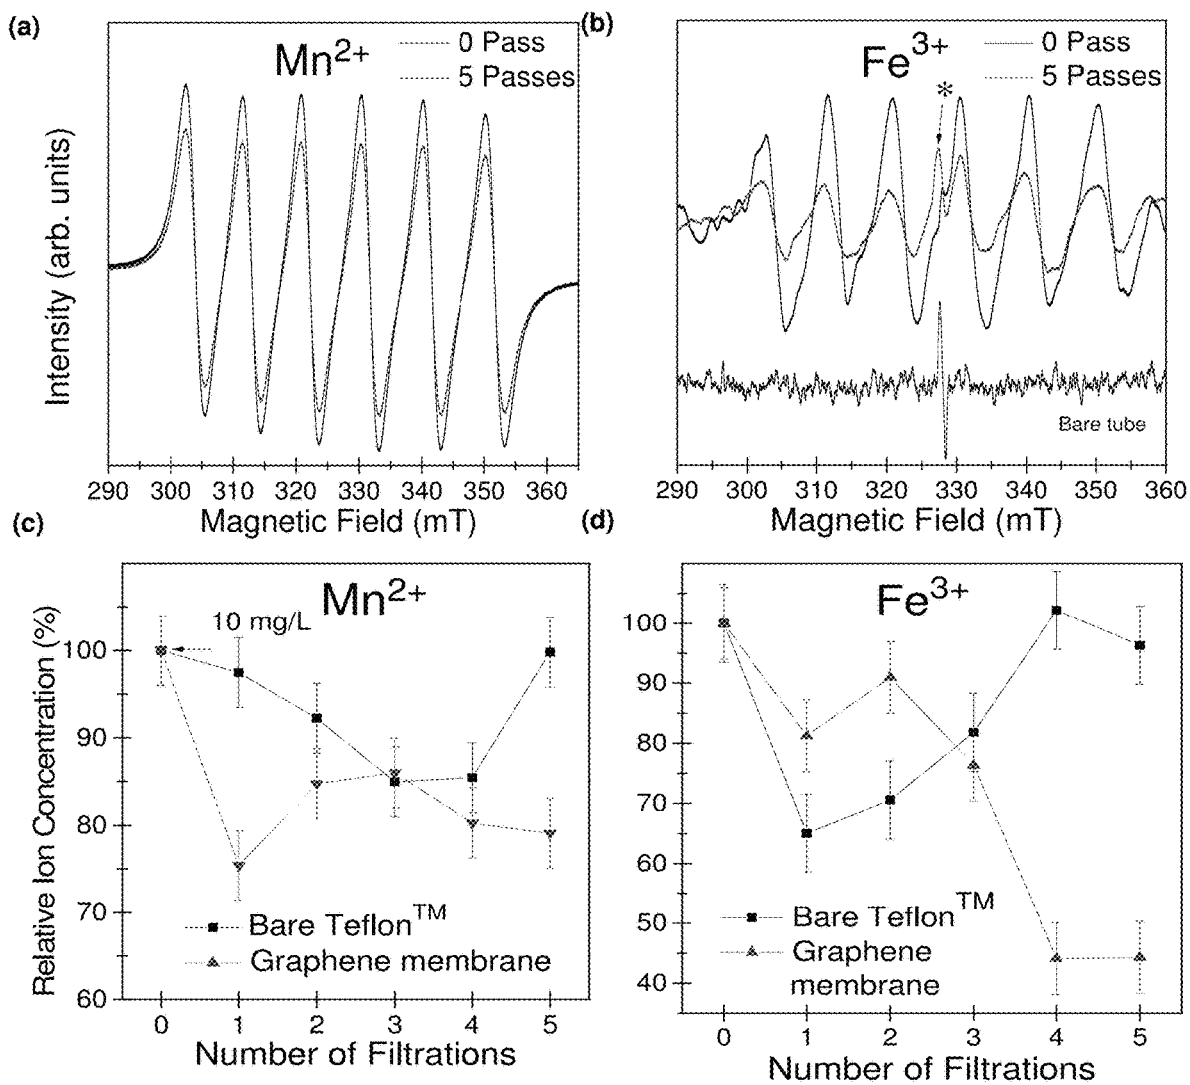 (a)
Mn2+
0 Pass
5 Passes
Intensity (arb. units)
290 300 310 320 330 340 350 360
Magnetic Field (mT)
(b)
Fe3+
0 Pass
5 Passes
*
Bare tube
290 300 310 320 330 340 350 360
Magnetic Field (mT)
(c)
Mn2+
10 mg/L
Relative Ion Concentration (%)
100
90
80
70
60
Bare Teflon™
Graphene membrane
0 1 2 3 4 5
Number of Filtrations
(d)
Fe3+
100
90
80
70
60
50
40
Bare Teflon™
Graphene
membrane
0 1 2 3 4 5
Number of Filtrations